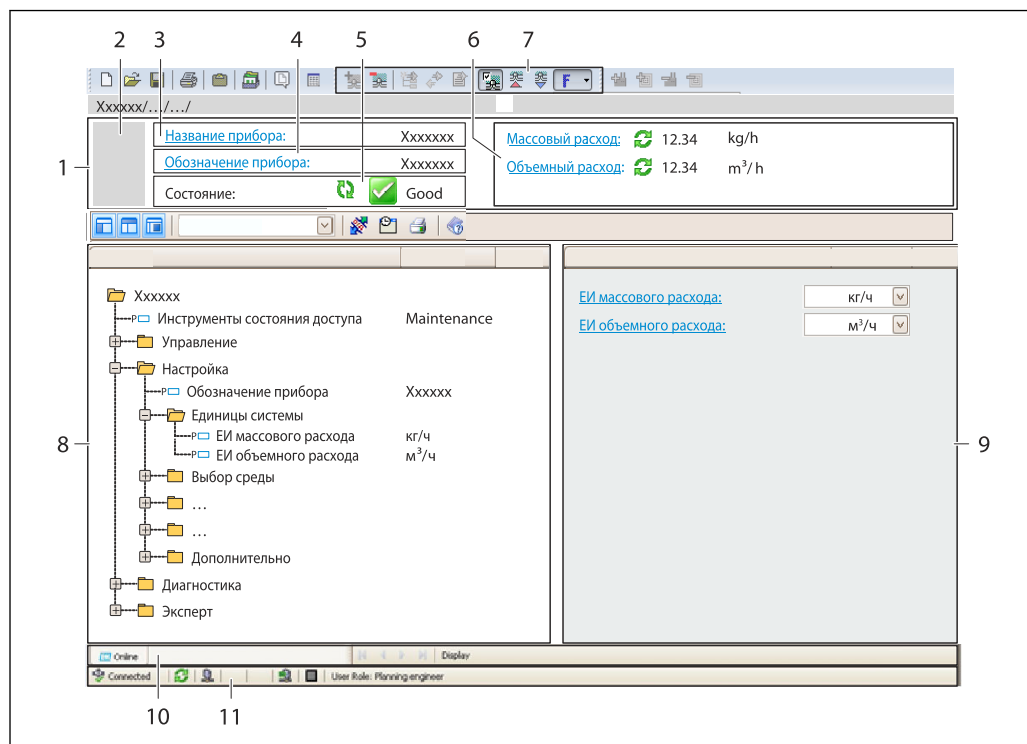 2 3 4 5 6 7
F
Xxxxxx/.../.../
1
Название прибора: Xxxxxxx
Массовый расход: 12.34 kg/h
Обозначение прибора: Xxxxxxx
Объемный расход: 12.34 m³/h
Состояние: Good
Xxxxxx
P Инструменты состояния доступа Maintenance
Управление
Настройка
P Обозначение прибора Xxxxxx
Единицы системы
P ЕИ массового расхода кг/ч
P ЕИ объемного расхода м³/ч
Выбор среды
...
...
Дополнительно
Диагностика
Эксперт
8
ЕИ массового расхода: кг/ч
ЕИ объемного расхода: м³/ч
9
Online Display
Connected User Role: Planning engineer
10 11